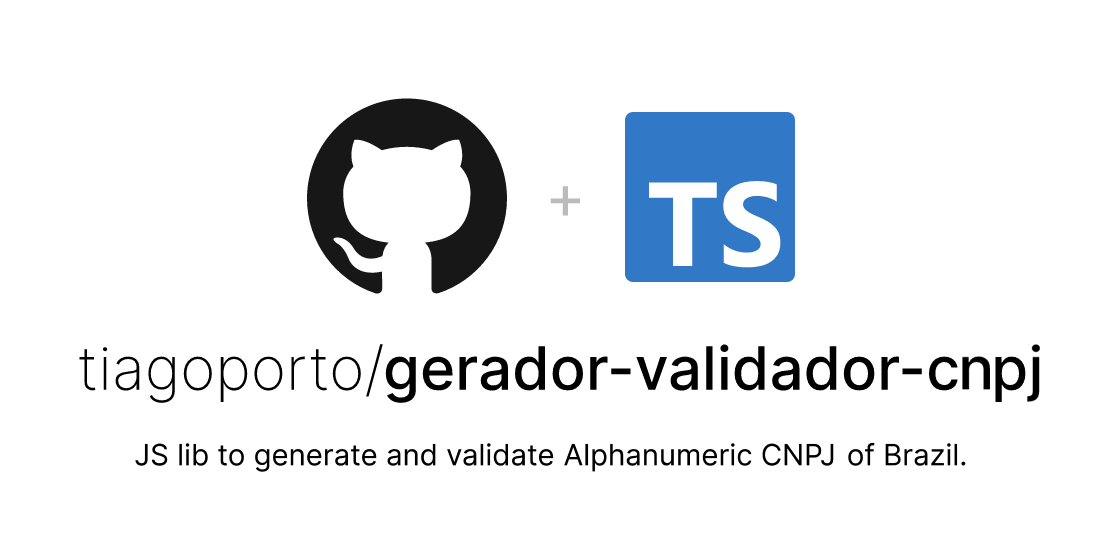 + TS
tiagoporto/gerador-validador-cnpj
JS lib to generate and validate Alphanumeric CNPJ of Brazil.